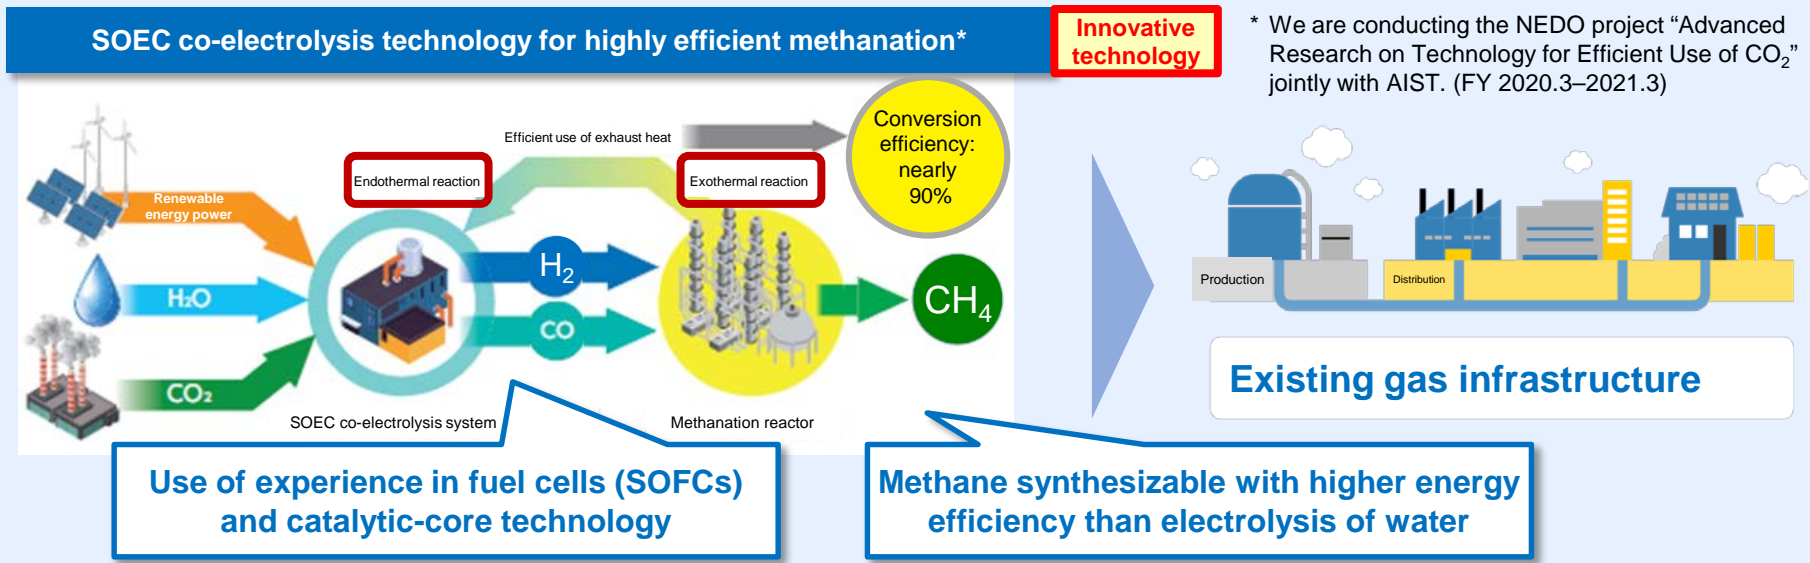 SOEC co-electrolysis technology for highly efficient methanation*
Innovative
technology
* We are conducting the NEDO project “Advanced
Research on Technology for Efficient Use of CO₂”
jointly with AIST. (FY 2020.3–2021.3)
Efficient use of exhaust heat
Conversion
efficiency:
nearly
90%
Endothermal reaction
Exothermal reaction
Renewable
energy power
H₂O
CO₂
H₂
CO
CH₄
SOEC co-electrolysis system
Methanation reactor
Production
Distribution
Existing gas infrastructure
Use of experience in fuel cells (SOFCs)
and catalytic-core technology
Methane synthesizable with higher energy
efficiency than electrolysis of water